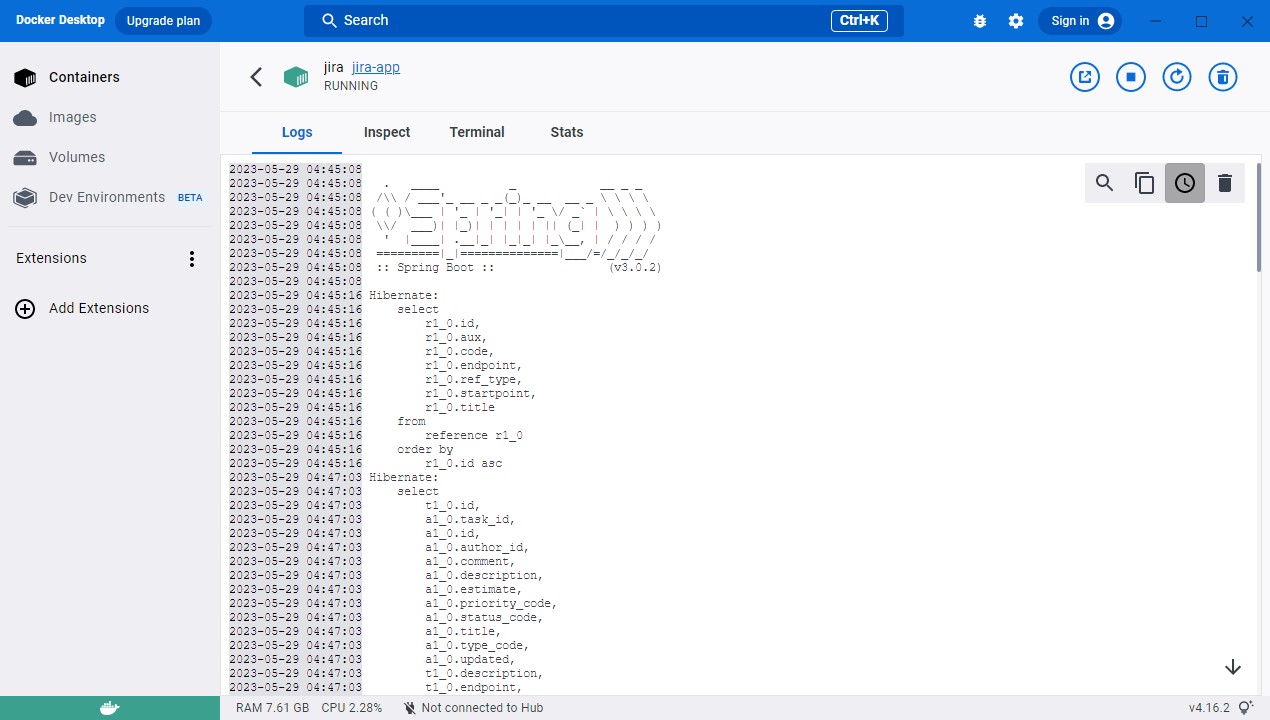 Docker Desktop Upgrade plan Search Ctrl+K Sign in
Containers
Images
Volumes
Dev Environments BETA
Extensions
Add Extensions
jira jira-app
RUNNING
Logs Inspect Terminal Stats
2023-05-29 04:45:08
2023-05-29 04:45:08   .   ____          _            __ _ _
2023-05-29 04:45:08  /\\ / ___'_ __ _ _(_)_ __  __ _ \ \ \ \
2023-05-29 04:45:08 ( ( )\___ | '_ | '_| | '_ \/ _` | \ \ \ \
2023-05-29 04:45:08  \\/  ___)| |_)| | | | | || (_| |  ) ) ) )
2023-05-29 04:45:08   '  |____| .__|_| |_|_| |_\__, | / / / /
2023-05-29 04:45:08  =========|_|==============|___/=/_/_/_/
2023-05-29 04:45:08  :: Spring Boot ::                (v3.0.2)
2023-05-29 04:45:08
2023-05-29 04:45:16 Hibernate:
2023-05-29 04:45:16     select
2023-05-29 04:45:16         r1_0.id,
2023-05-29 04:45:16         r1_0.aux,
2023-05-29 04:45:16         r1_0.code,
2023-05-29 04:45:16         r1_0.endpoint,
2023-05-29 04:45:16         r1_0.ref_type,
2023-05-29 04:45:16         r1_0.startpoint,
2023-05-29 04:45:16         r1_0.title
2023-05-29 04:45:16     from
2023-05-29 04:45:16         reference r1_0
2023-05-29 04:45:16     order by
2023-05-29 04:45:16         r1_0.id asc
2023-05-29 04:47:03 Hibernate:
2023-05-29 04:47:03     select
2023-05-29 04:47:03         t1_0.id,
2023-05-29 04:47:03         a1_0.task_id,
2023-05-29 04:47:03         a1_0.id,
2023-05-29 04:47:03         a1_0.author_id,
2023-05-29 04:47:03         a1_0.comment,
2023-05-29 04:47:03         a1_0.description,
2023-05-29 04:47:03         a1_0.estimate,
2023-05-29 04:47:03         a1_0.priority_code,
2023-05-29 04:47:03         a1_0.status_code,
2023-05-29 04:47:03         a1_0.title,
2023-05-29 04:47:03         a1_0.type_code,
2023-05-29 04:47:03         a1_0.updated,
2023-05-29 04:47:03         t1_0.description,
2023-05-29 04:47:03         t1_0.endpoint,
RAM 7.61 GB CPU 2.28% Not connected to Hub v4.16.2